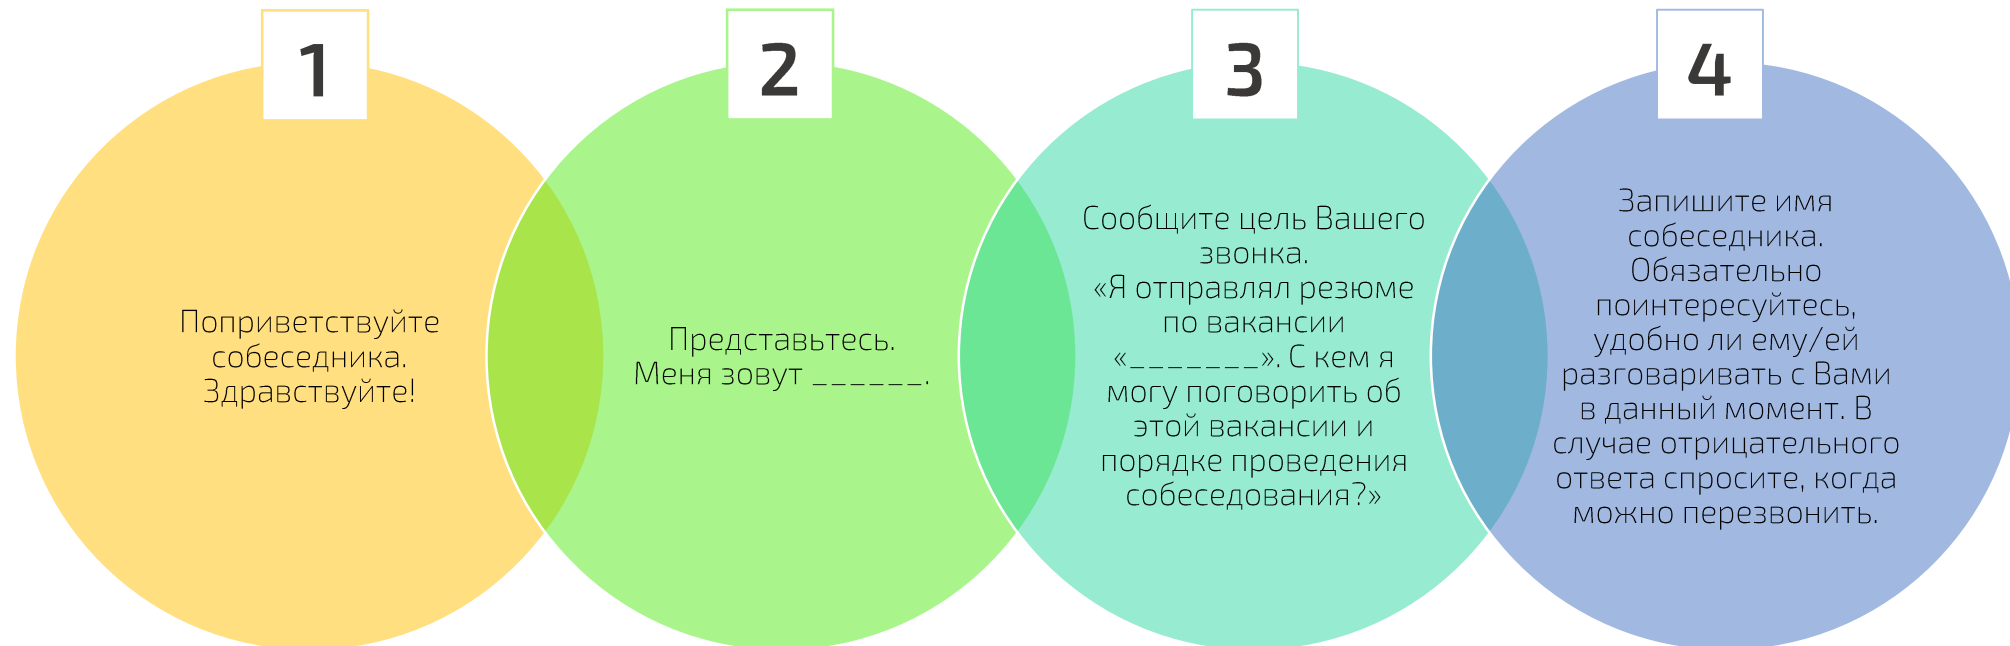 1
Поприветствуйте
собеседника.
Здравствуйте!
2
Представьтесь.
Меня зовут ______.
3
Сообщите цель Вашего
звонка.
«Я отправлял резюме
по вакансии
«_______». С кем я
могу поговорить об
этой вакансии и
порядке проведения
собеседования?»
4
Запишите имя
собеседника.
Обязательно
поинтересуйтесь,
удобно ли ему/ей
разговаривать с Вами
в данный момент. В
случае отрицательного
ответа спросите, когда
можно перезвонить.